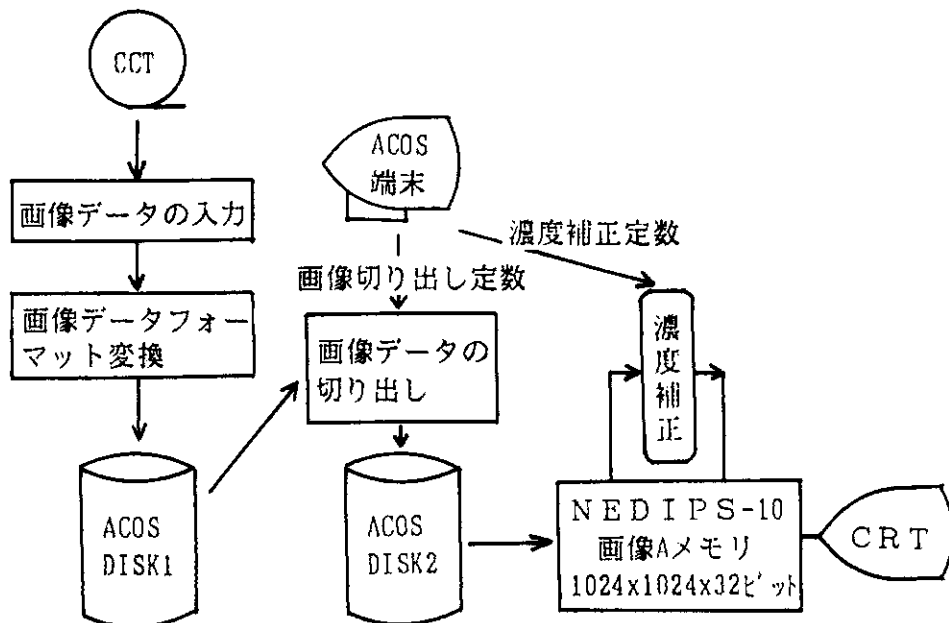 CCT
画像データの入力
画像データフォー
マット変換
ACOS
DISK1
ACOS
端末
画像切り出し定数
画像データの
切り出し
ACOS
DISK2
濃度補正定数
濃度補正
NEDIPS-10
画像Aメモリ
1024x1024x32ビット
CRT